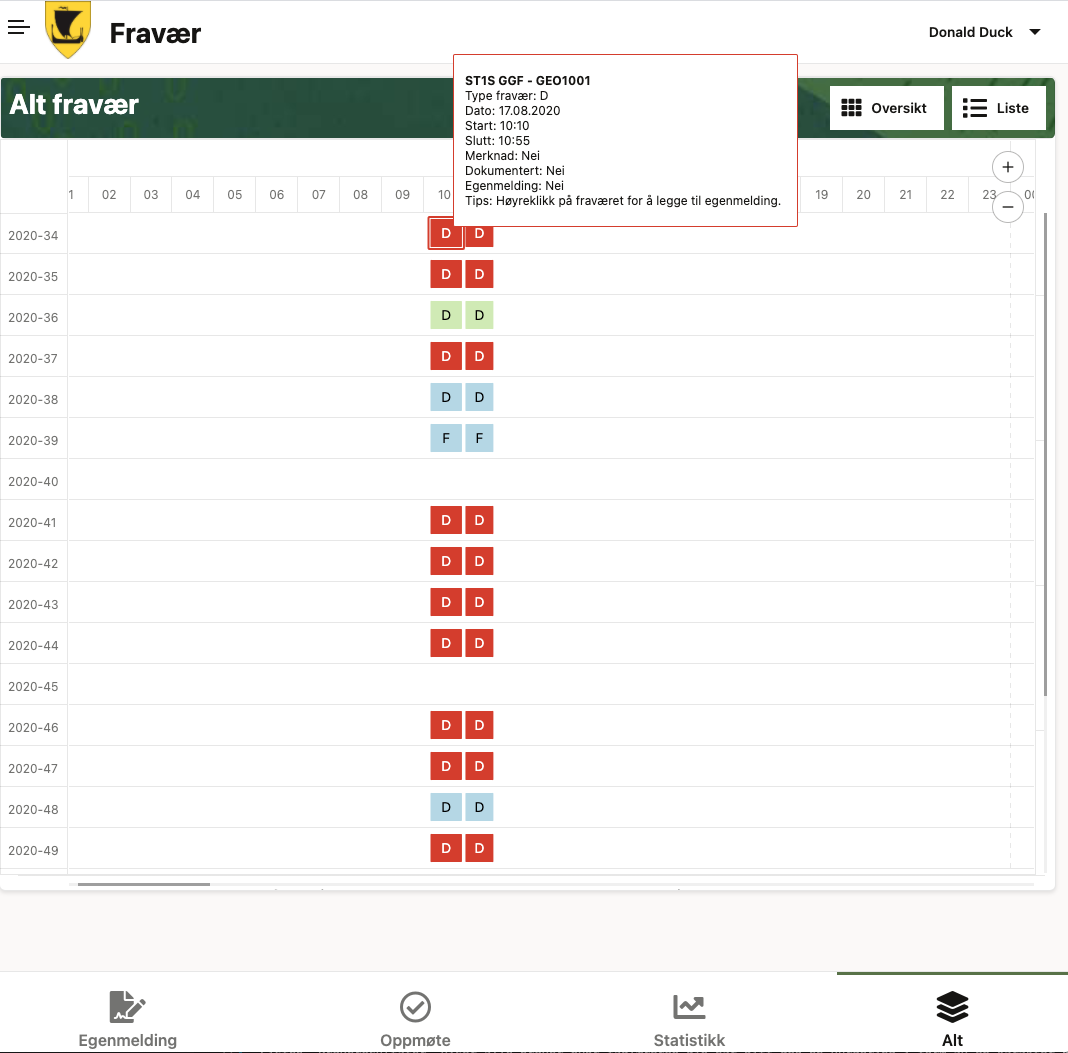 Fravær
Donald Duck
Alt fravær
Oversikt
Liste
ST1S GGF - GEO1001
Type fravær: D
Dato: 17.08.2020
Start: 10:10
Slutt: 10:55
Merknad: Nei
Dokumentert: Nei
Egenmelding: Nei
Tips: Høyreklikk på fraværet for å legge til egenmelding.
02 03 04 05 06 07 08 09 10 19 20 21 22 23
2020-34 D D
2020-35 D D
2020-36 D D
2020-37 D D
2020-38 D D
2020-39 F F
2020-40
2020-41 D D
2020-42 D D
2020-43 D D
2020-44 D D
2020-45
2020-46 D D
2020-47 D D
2020-48 D D
2020-49 D D
Egenmelding
Oppmøte
Statistikk
Alt